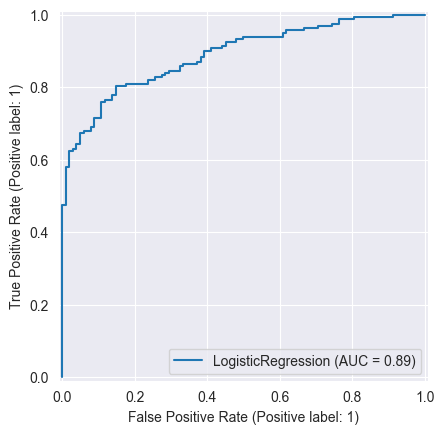 1.0
0.8
0.6
0.4
0.2
0.0
True Positive Rate (Positive label: 1)
LogisticRegression (AUC = 0.89)
0.0 0.2 0.4 0.6 0.8 1.0
False Positive Rate (Positive label: 1)